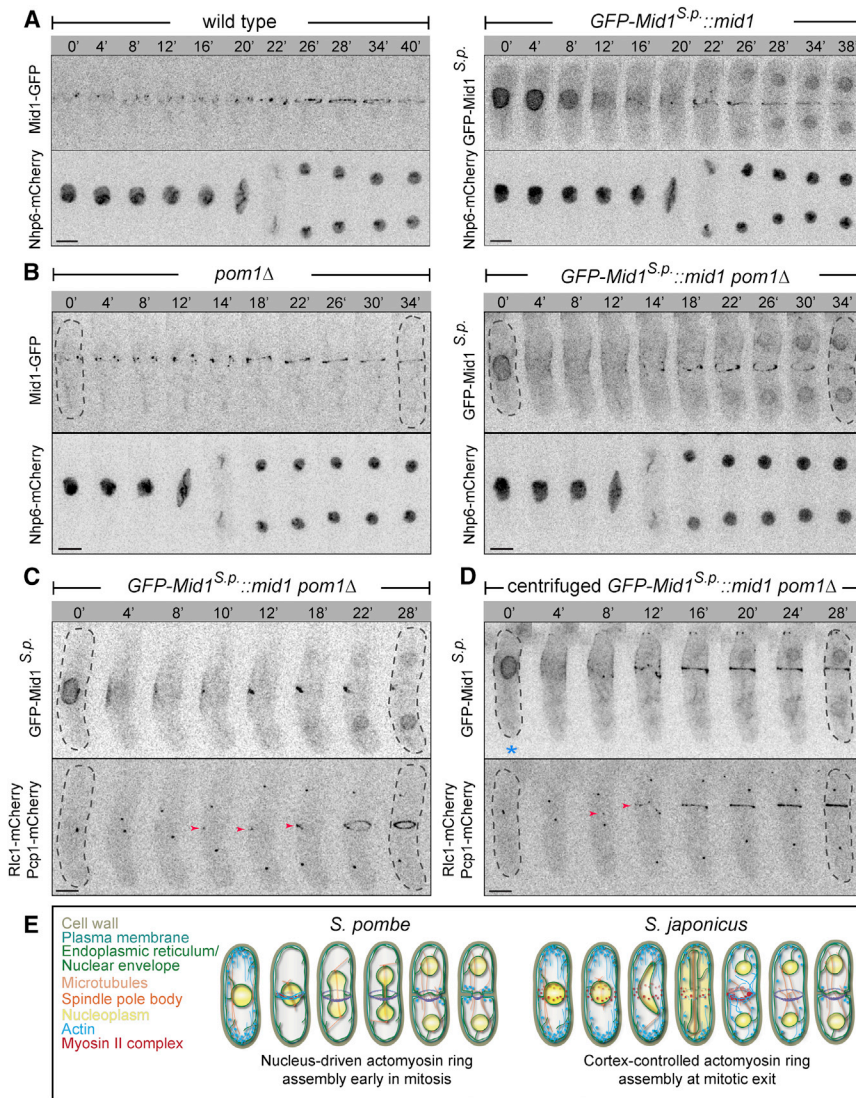 A
wild type
0' 4' 8' 12' 16' 20' 22' 26' 28' 34' 40'
Mid1-GFP
Nhp6-mCherry
GFP-Mid1S.p.::mid1
0' 4' 8' 12' 16' 20' 22' 26' 28' 34' 38'
GFP-Mid1 S.p.
Nhp6-mCherry
B
pom1Δ
0' 4' 8' 12' 14' 18' 22' 26' 30' 34'
Mid1-GFP
Nhp6-mCherry
GFP-Mid1S.p.::mid1 pom1Δ
0' 4' 8' 12' 14' 18' 22' 26' 30' 34'
GFP-Mid1 S.p.
Nhp6-mCherry
C
GFP-Mid1S.p.::mid1 pom1Δ
0' 4' 8' 10' 12' 18' 22' 28'
GFP-Mid1 S.p.
Rlc1-mCherry
Pcp1-mCherry
D
centrifuged GFP-Mid1S.p.::mid1 pom1Δ
0' 4' 8' 12' 16' 20' 24' 28'
GFP-Mid1 S.p.
*
Rlc1-mCherry
Pcp1-mCherry
E
Cell wall
Plasma membrane
Endoplasmic reticulum/
Nuclear envelope
Microtubules
Spindle pole body
Nucleoplasm
Actin
Myosin II complex
S. pombe
Nucleus-driven actomyosin ring
assembly early in mitosis
S. japonicus
Cortex-controlled actomyosin ring
assembly at mitotic exit